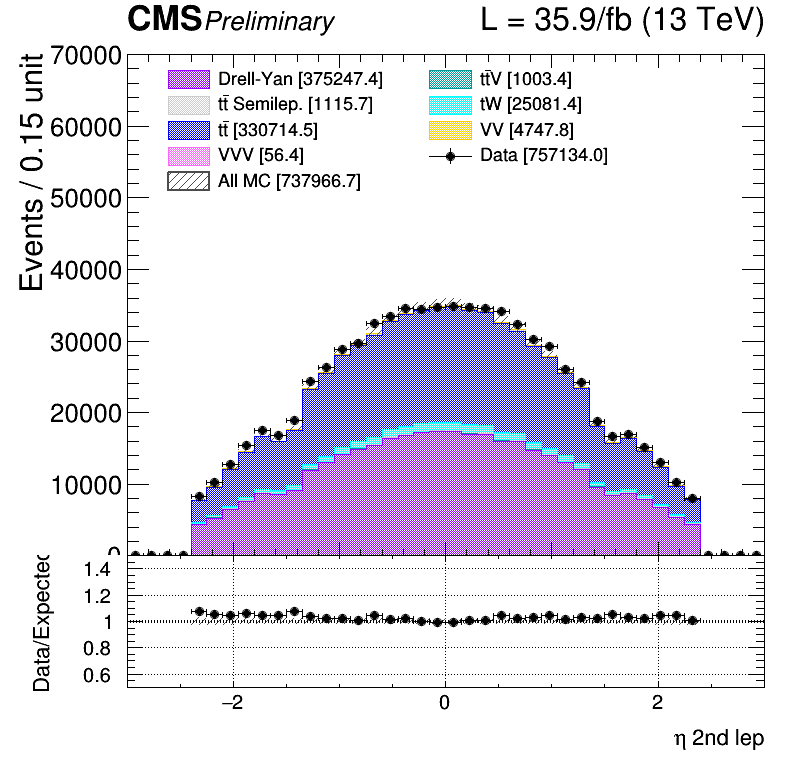 CMS Preliminary L = 35.9/fb (13 TeV)
Events / 0.15 unit
70000
60000
50000
40000
30000
20000
10000
0
Drell-Yan [375247.4]
tt̄V [1003.4]
tt̄ Semilep. [1115.7]
tW [25081.4]
tt̄ [330714.5]
VV [4747.8]
VVV [56.4]
Data [757134.0]
All MC [737966.7]
Data/Expected
1.4
1.2
1
0.8
0.6
−2 0 2
η 2nd lep